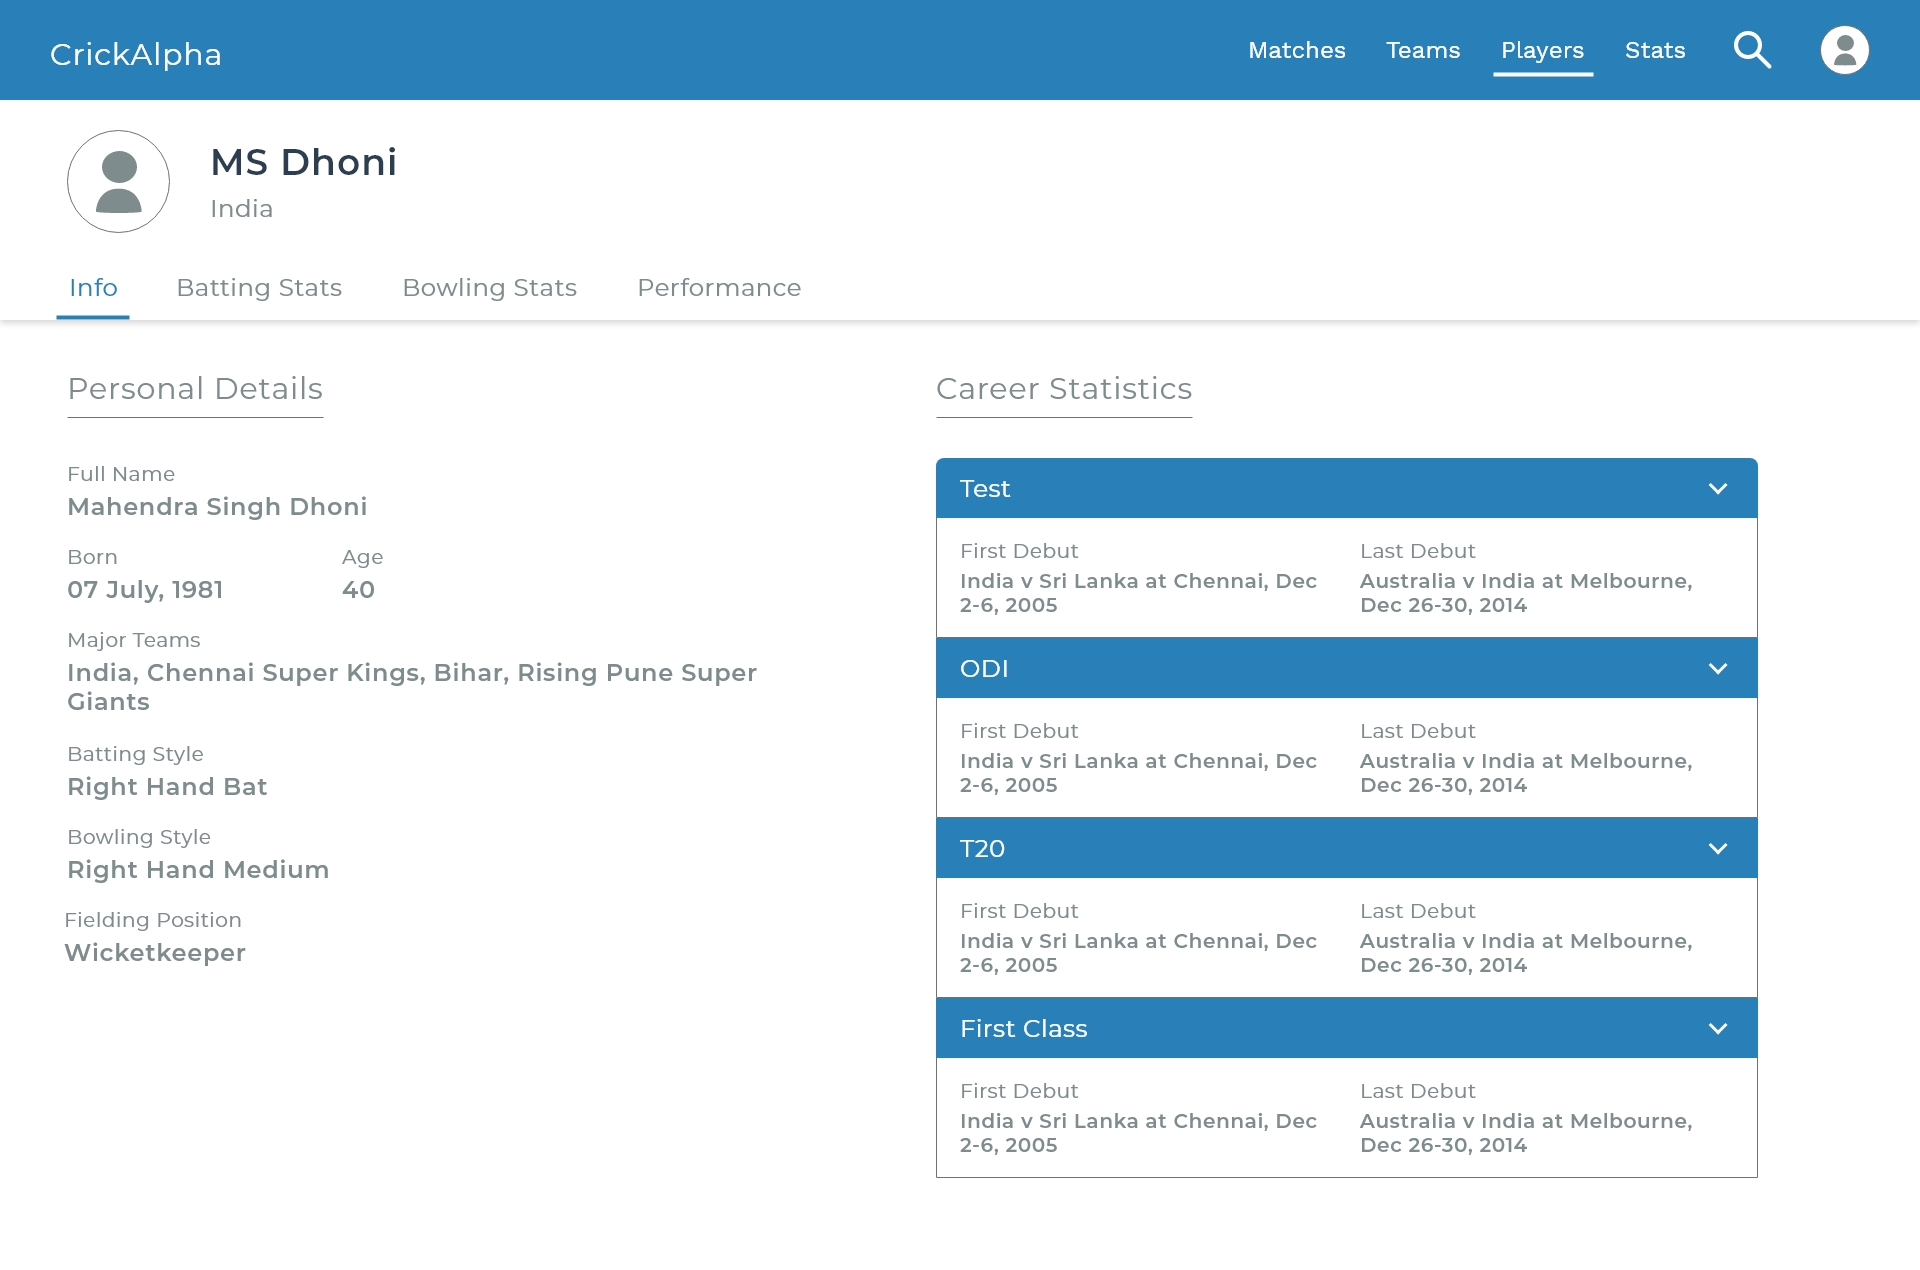 CrickAlpha
Matches
Teams
Players
Stats
MS Dhoni
India
Info
Batting Stats
Bowling Stats
Performance
Personal Details
Full Name
Mahendra Singh Dhoni
Born
Age
07 July, 1981
40
Major Teams
India, Chennai Super Kings, Bihar, Rising Pune Super
Giants
Batting Style
Right Hand Bat
Bowling Style
Right Hand Medium
Fielding Position
Wicketkeeper
Career Statistics
Test
First Debut
India v Sri Lanka at Chennai, Dec
2-6, 2005
Last Debut
Australia v India at Melbourne,
Dec 26-30, 2014
ODI
First Debut
India v Sri Lanka at Chennai, Dec
2-6, 2005
Last Debut
Australia v India at Melbourne,
Dec 26-30, 2014
T20
First Debut
India v Sri Lanka at Chennai, Dec
2-6, 2005
Last Debut
Australia v India at Melbourne,
Dec 26-30, 2014
First Class
First Debut
India v Sri Lanka at Chennai, Dec
2-6, 2005
Last Debut
Australia v India at Melbourne,
Dec 26-30, 2014